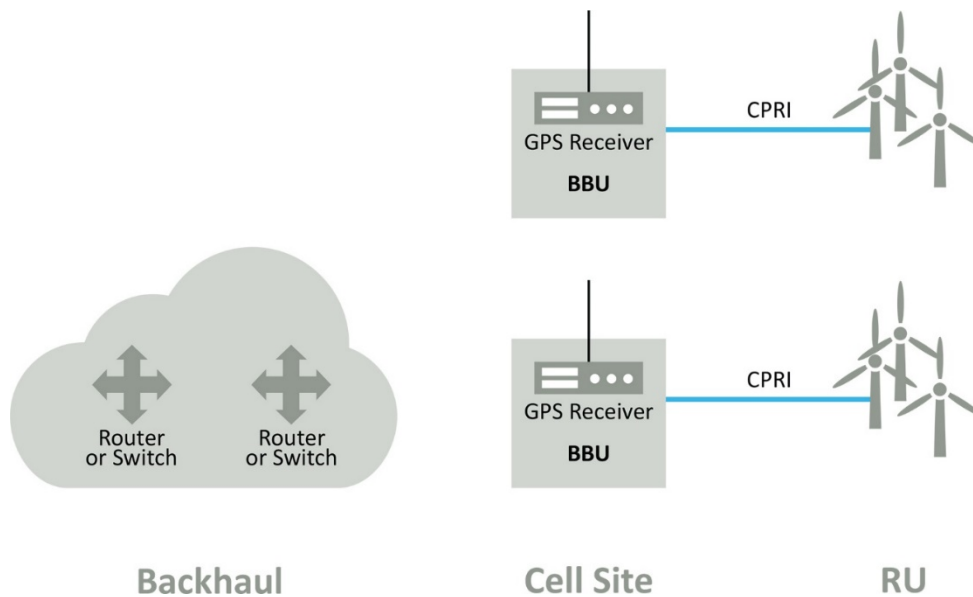 CPRI
GPS Receiver
BBU
CPRI
GPS Receiver
BBU
Router
or Switch
Router
or Switch
Backhaul
Cell Site
RU